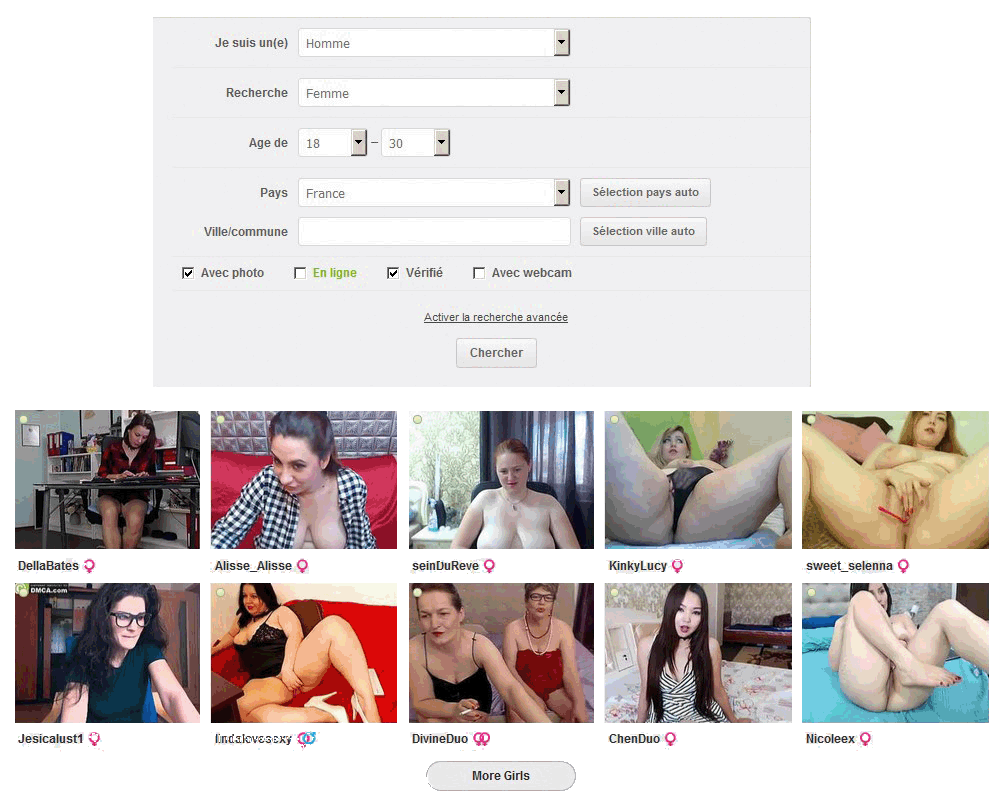 Je suis un(e) Homme
Recherche Femme
Age de 18 – 30
Pays France Sélection pays auto
Ville/commune Sélection ville auto
Avec photo En ligne Vérifié Avec webcam
Activer la recherche avancée
Chercher
DellaBates Alisse_Alisse seinDuReve KinkyLucy sweet_selenna
DMCA.com
Jesicalust1 DivineDuo ChenDuo Nicoleex
More Girls